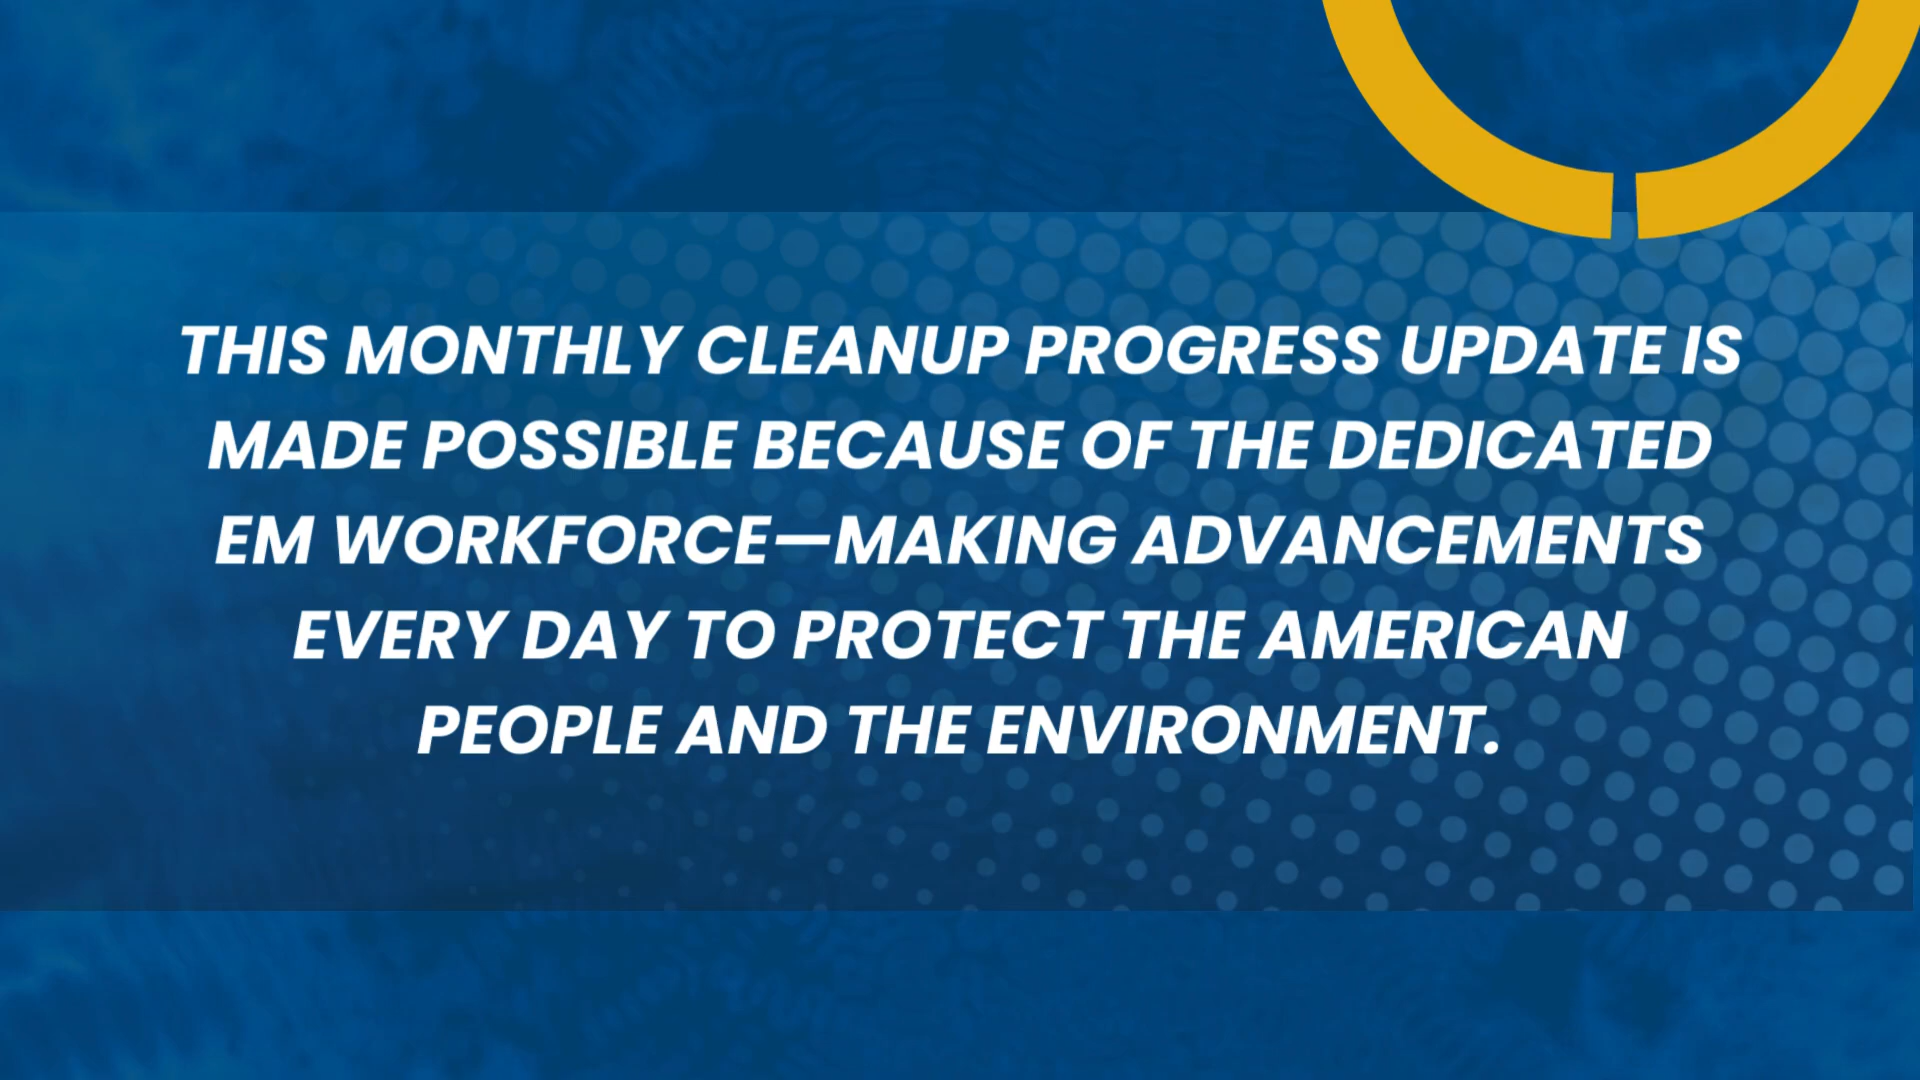 THIS MONTHLY CLEANUP PROGRESS UPDATE IS
MADE POSSIBLE BECAUSE OF THE DEDICATED
EM WORKFORCE—MAKING ADVANCEMENTS
EVERY DAY TO PROTECT THE AMERICAN
PEOPLE AND THE ENVIRONMENT.